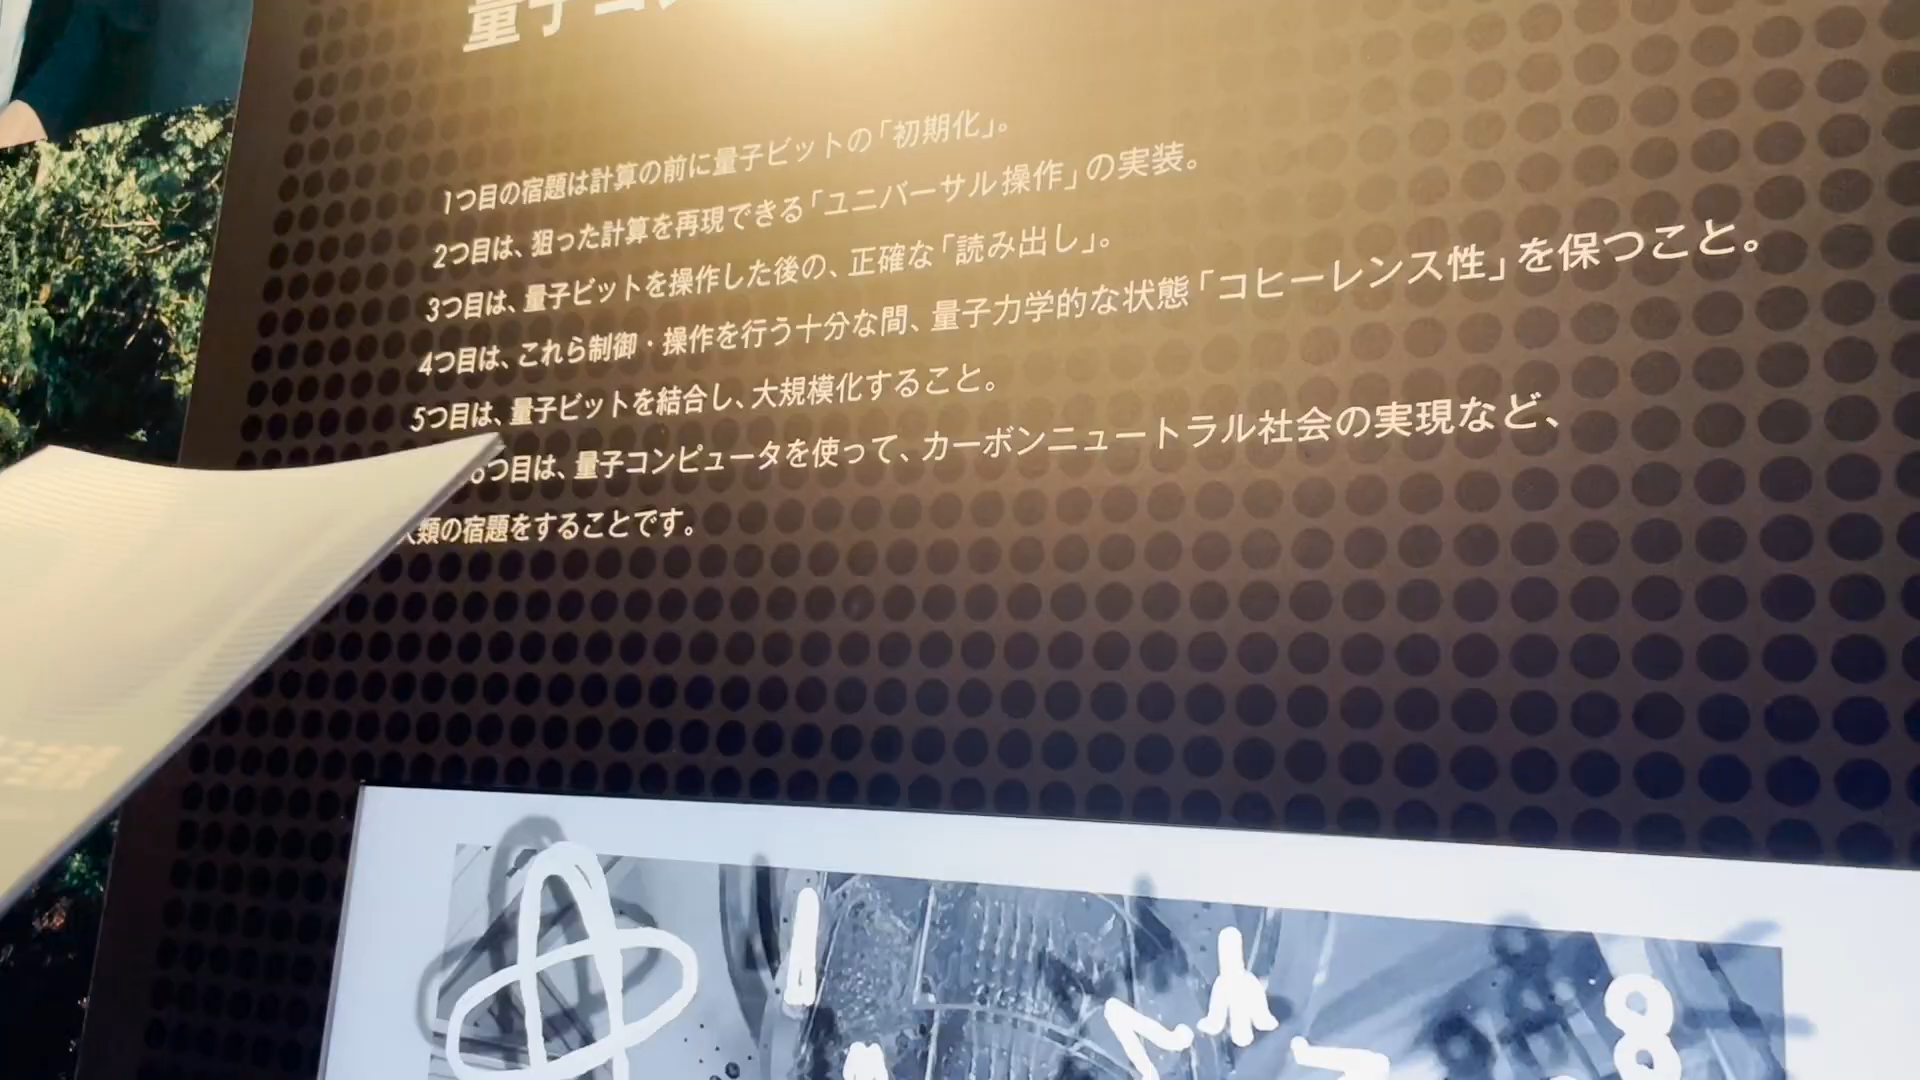 量子コン
1つ目の宿題は計算の前に量子ビットの「初期化」。
2つ目は、狙った計算を再現できる「ユニバーサル操作」の実装。
3つ目は、量子ビットを操作した後の、正確な「読み出し」。
4つ目は、これら制御・操作を行う十分な間、量子力学的な状態「コヒーレンス性」を保つこと。
5つ目は、量子ビットを結合し、大規模化すること。
6つ目は、量子コンピュータを使って、カーボンニュートラル社会の実現など、
人類の宿題をすることです。
8